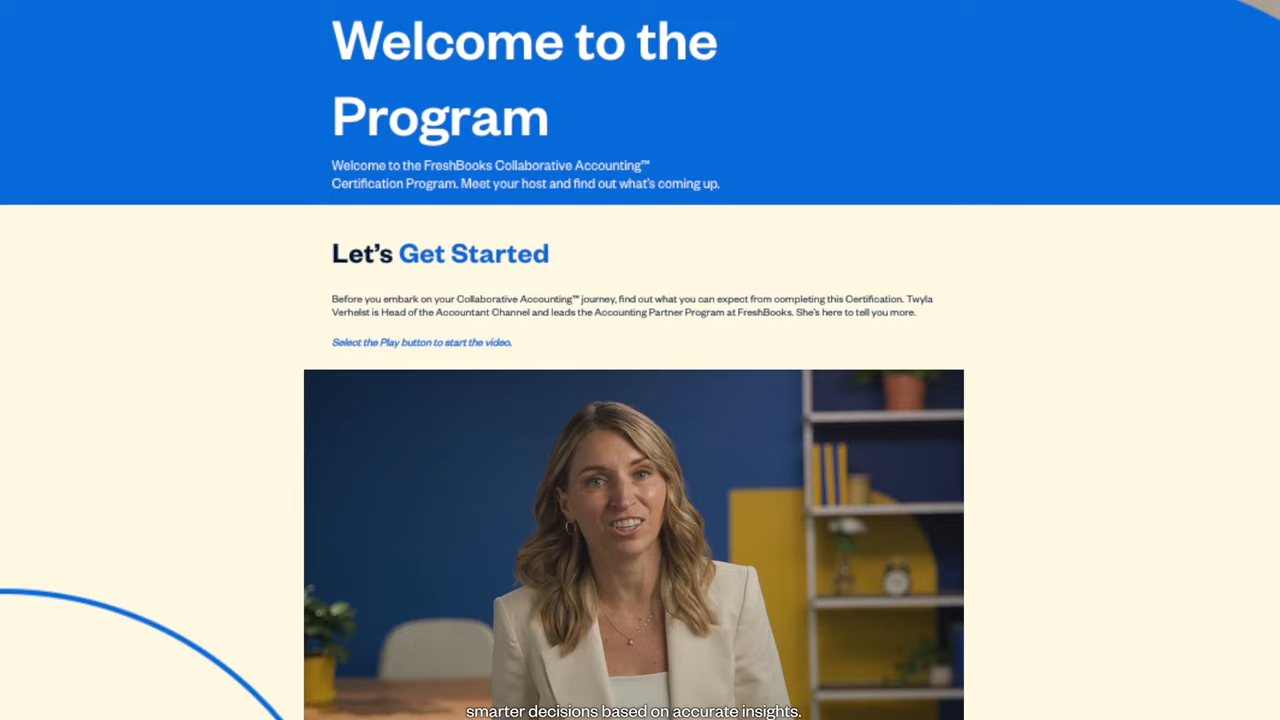 Welcome to the
Program
Welcome to the FreshBooks Collaborative Accounting™
Certification Program. Meet your host and find out what's coming up.
Let's Get Started
Before you embark on your Collaborative Accounting™ journey, find out what you can expect from completing this Certification. Twyla
Verhelst is Head of the Accountant Channel and leads the Accounting Partner Program at FreshBooks. She's here to tell you more.
Select the Play button to start the video.
smarter decisions based on accurate insights.